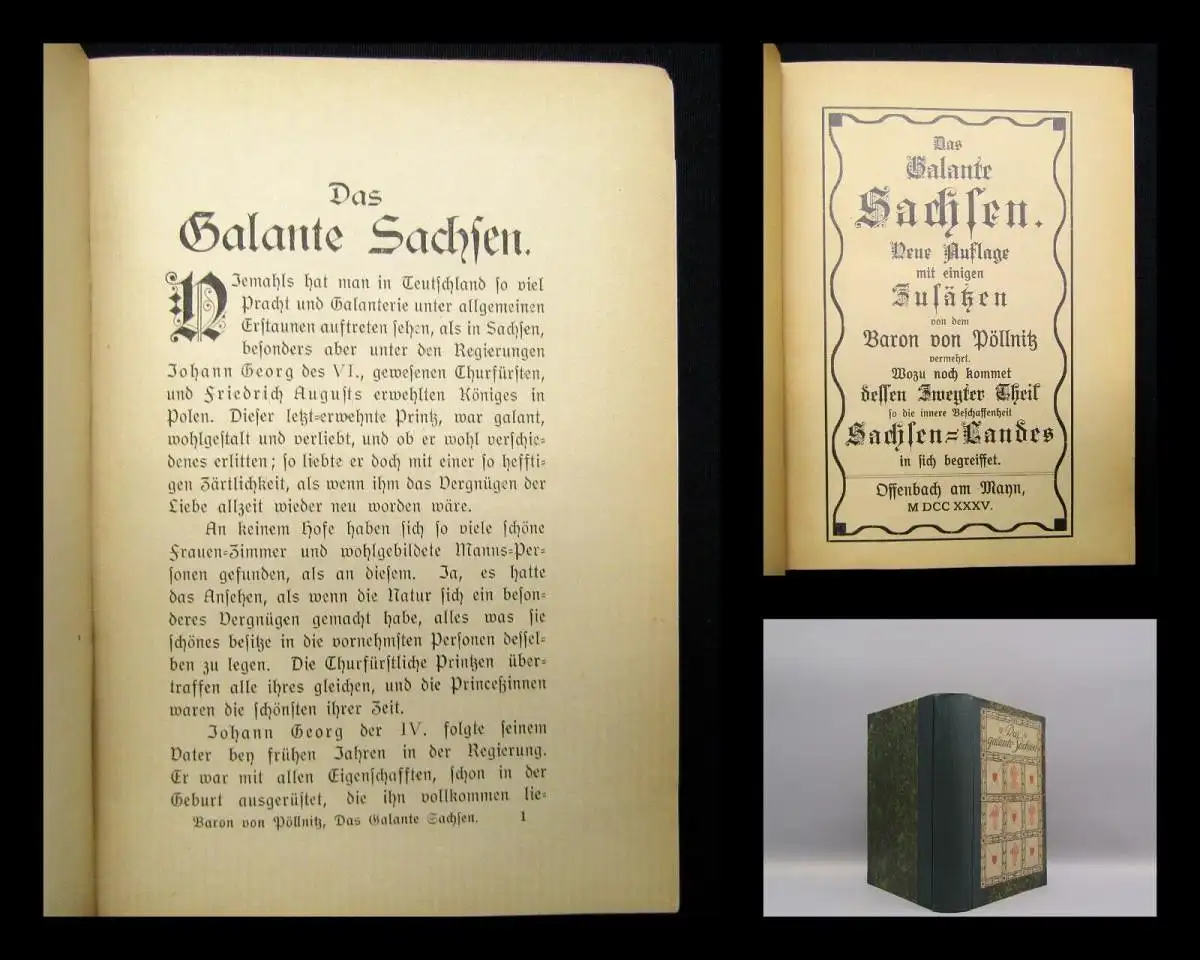 Das
Galante Sachſen.
NJemahls hat man in Teutſchland ſo viel
Pracht und Galanterie unter allgemeinen
Erſtaunen auftreten ſehen, als in Sachſen,
beſonders aber unter den Regierungen
Johann Georg des VI., geweſenen Churfürſten,
und Friedrich Auguſts erwehlten Königes in
Polen. Dieſer letzt=erwehnte Printz, war galant,
wohlgeſtalt und verliebt, und ob er wohl verſchie=
denes erlitten; ſo liebte er doch mit einer ſo heffti=
gen Zärtlichkeit, als wenn ihm das Vergnügen der
Liebe allzeit wieder neu worden wäre.
An keinem Hofe haben ſich ſo viele ſchöne
Frauen=Zimmer und wohlgebildete Manns=Per=
ſonen gefunden, als an dieſem. Ja, es hatte
das Anſehen, als wenn die Natur ſich ein beſon=
deres Vergnügen gemacht habe, alles was ſie
ſchönes beſitze in die vornehmſten Perſonen deſſel=
ben zu legen. Die Churfürſtliche Printzen über=
traffen alle ihres gleichen, und die Princeßinnen
waren die ſchönſten ihrer Zeit.
Johann Georg der IV. folgte ſeinem
Vater bey frühen Jahren in der Regierung.
Er war mit allen Eigenſchafften, ſchon in der
Geburt ausgerüſtet, die ihn vollkommen lie=
Baron von Pöllnitz, Das Galante Sachſen. 1
Das
Galante
Sachſen.
Neue Auflage
mit einigen
Zuſätzen
von dem
Baron von Pöllnitz
vermehrt.
Wozu noch kommet
deſſen Zweyter Theil
ſo die innere Beſchaffenheit
Sachſen=Landes
in ſich begreiffet.
Offenbach am Mayn,
M DCC XXXV.
Das
galante Sachſen